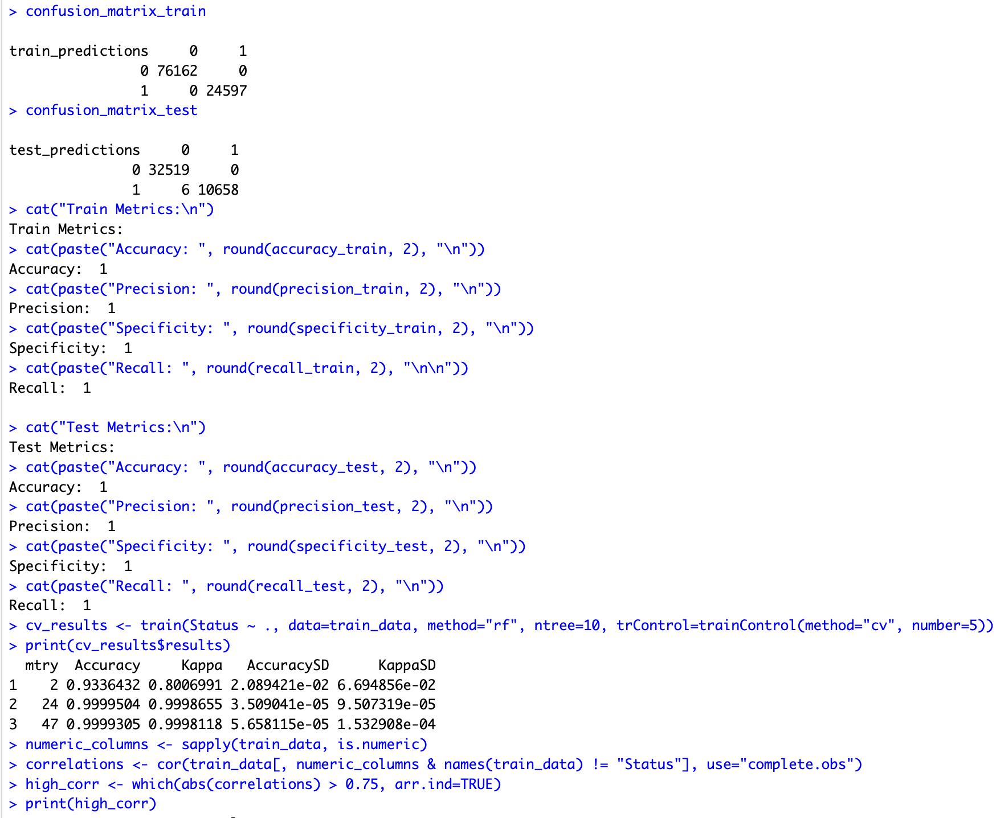 > confusion_matrix_train
train_predictions     0     1
                0 76162     0
                1     0 24597
> confusion_matrix_test
test_predictions     0     1
               0 32519     0
               1     6 10658
> cat("Train Metrics:\n")
Train Metrics:
> cat(paste("Accuracy: ", round(accuracy_train, 2), "\n"))
Accuracy:  1
> cat(paste("Precision: ", round(precision_train, 2), "\n"))
Precision:  1
> cat(paste("Specificity: ", round(specificity_train, 2), "\n"))
Specificity:  1
> cat(paste("Recall: ", round(recall_train, 2), "\n\n"))
Recall:  1
> cat("Test Metrics:\n")
Test Metrics:
> cat(paste("Accuracy: ", round(accuracy_test, 2), "\n"))
Accuracy:  1
> cat(paste("Precision: ", round(precision_test, 2), "\n"))
Precision:  1
> cat(paste("Specificity: ", round(specificity_test, 2), "\n"))
Specificity:  1
> cat(paste("Recall: ", round(recall_test, 2), "\n"))
Recall:  1
> cv_results <- train(Status ~ ., data=train_data, method="rf", ntree=10, trControl=trainControl(method="cv", number=5))
> print(cv_results$results)
  mtry  Accuracy     Kappa   AccuracySD      KappaSD
1    2 0.9336432 0.8006991 2.089421e-02 6.694856e-02
2   24 0.9999504 0.9998655 3.509041e-05 9.507319e-05
3   47 0.9999305 0.9998118 5.658115e-05 1.532908e-04
> numeric_columns <- sapply(train_data, is.numeric)
> correlations <- cor(train_data[, numeric_columns & names(train_data) != "Status"], use="complete.obs")
> high_corr <- which(abs(correlations) > 0.75, arr.ind=TRUE)
> print(high_corr)